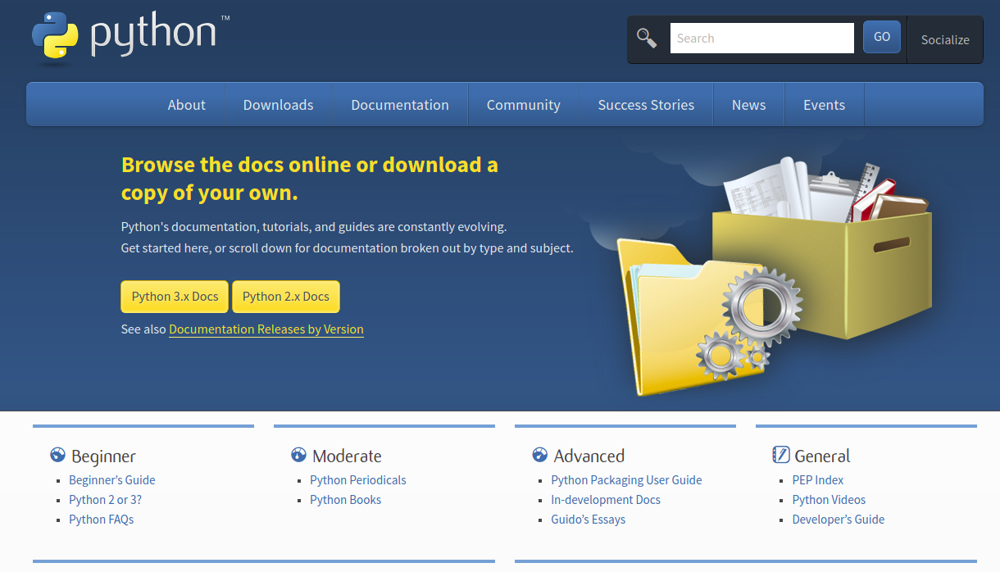 python™
Search
GO
Socialize
About
Downloads
Documentation
Community
Success Stories
News
Events
Browse the docs online or download a
copy of your own.
Python's documentation, tutorials, and guides are constantly evolving.
Get started here, or scroll down for documentation broken out by type and subject.
Python 3.x Docs
Python 2.x Docs
See also Documentation Releases by Version
Beginner
Beginner’s Guide
Python 2 or 3?
Python FAQs
Moderate
Python Periodicals
Python Books
Advanced
Python Packaging User Guide
In-development Docs
Guido’s Essays
General
PEP Index
Python Videos
Developer’s Guide